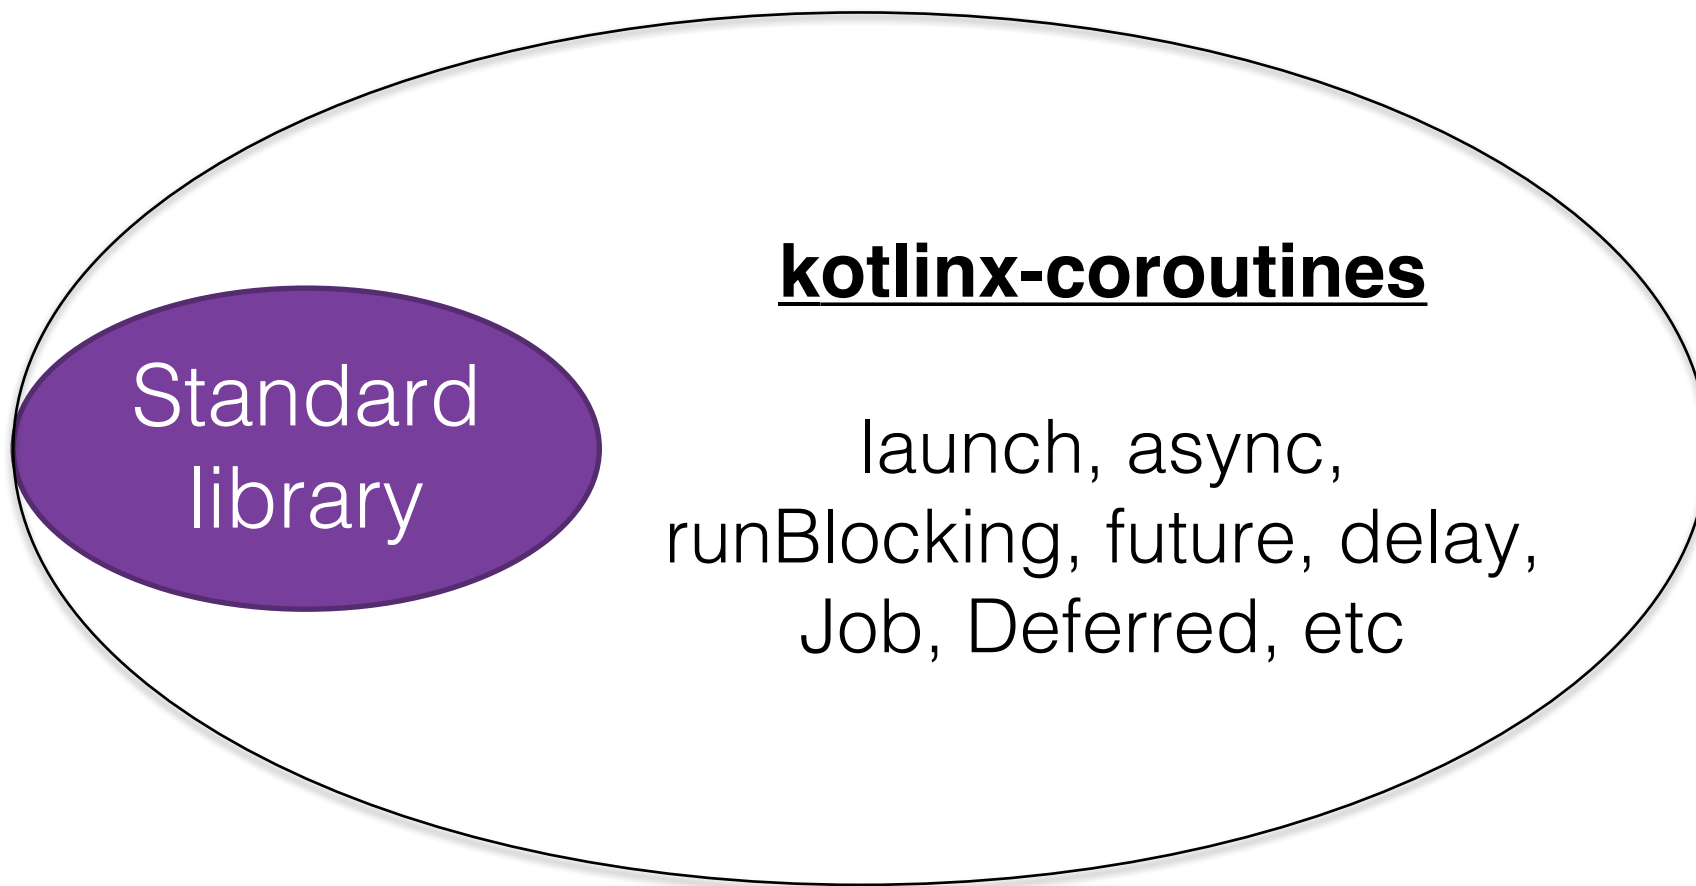 Standard
library
kotlinx-coroutines
launch, async,
runBlocking, future, delay,
Job, Deferred, etc